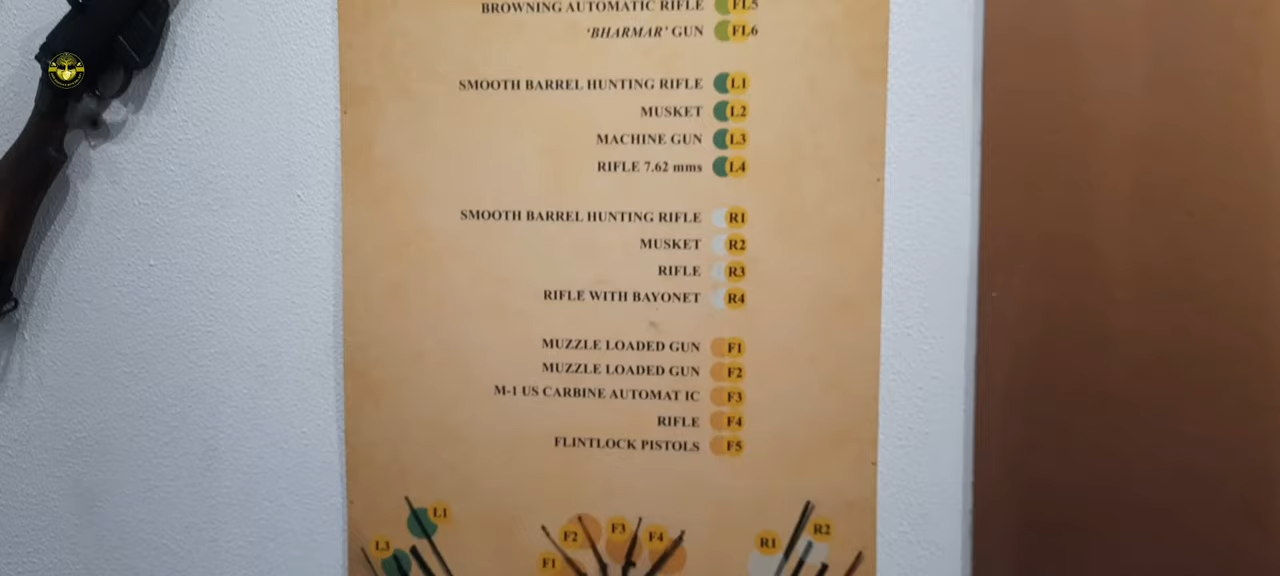 BROWNING AUTOMATIC RIFLE FL5
'BHARMAR' GUN FL6
SMOOTH BARREL HUNTING RIFLE L1
MUSKET L2
MACHINE GUN L3
RIFLE 7.62 mms L4
SMOOTH BARREL HUNTING RIFLE R1
MUSKET R2
RIFLE R3
RIFLE WITH BAYONET R4
MUZZLE LOADED GUN F1
MUZZLE LOADED GUN F2
M-1 US CARBINE AUTOMAT IC F3
RIFLE F4
FLINTLOCK PISTOLS F5
L1
L3
F1
F2
F3
F4
R1
R2